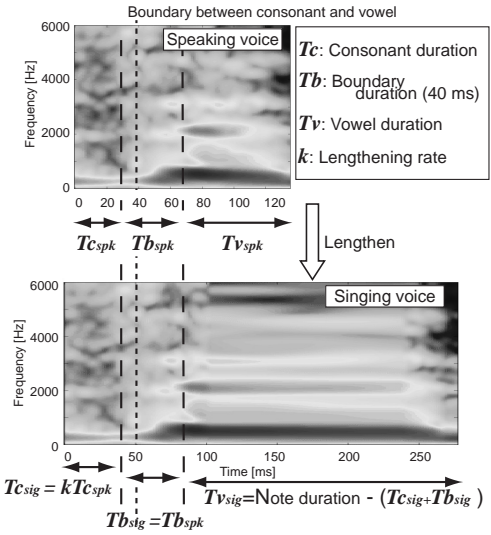 Boundary between consonant and vowel
Speaking voice
Frequency [Hz]
6000
4000
2000
0
0 20 40 60 80 100 120
Tcspk Tbspk Tvspk
Tc: Consonant duration
Tb: Boundary
duration (40 ms)
Tv: Vowel duration
k: Lengthening rate
Lengthen
Singing voice
Frequency [Hz]
6000
4000
2000
0
0 50 100 150 200 250
Time [ms]
Tcsig = kTcspk
Tvsig=Note duration - (Tcsig+Tbsig )
Tbsig =Tbspk